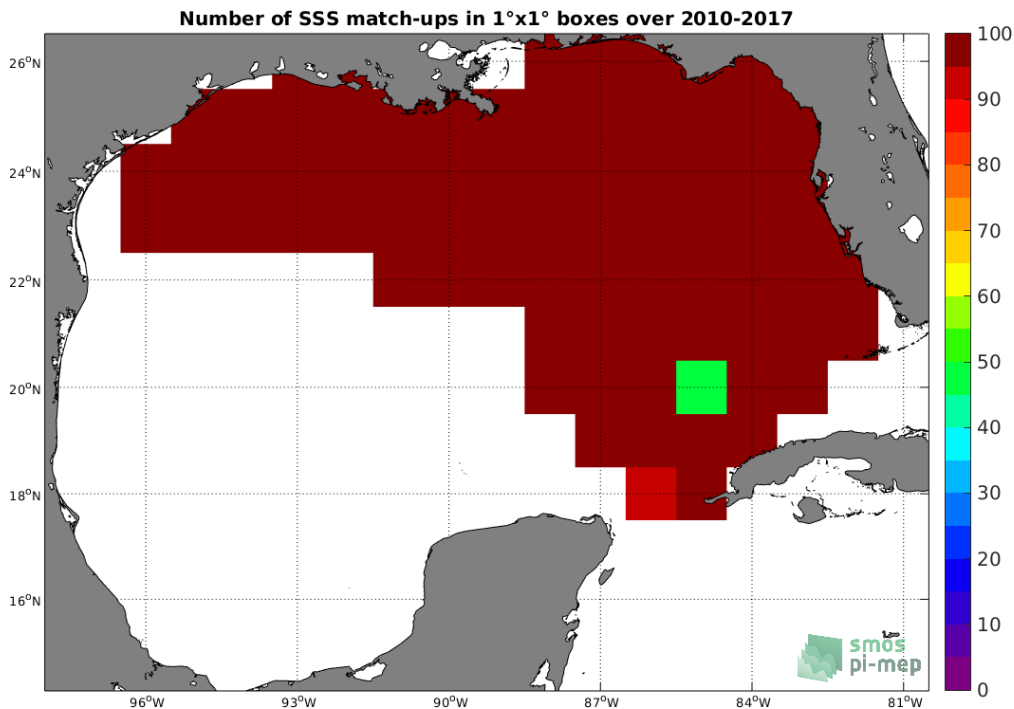 Number of SSS match-ups in 1°x1° boxes over 2010-2017
26°N
24°N
22°N
20°N
18°N
16°N
96°W
93°W
90°W
87°W
84°W
81°W
100
90
80
70
60
50
40
30
20
10
0
smos
pi-mep